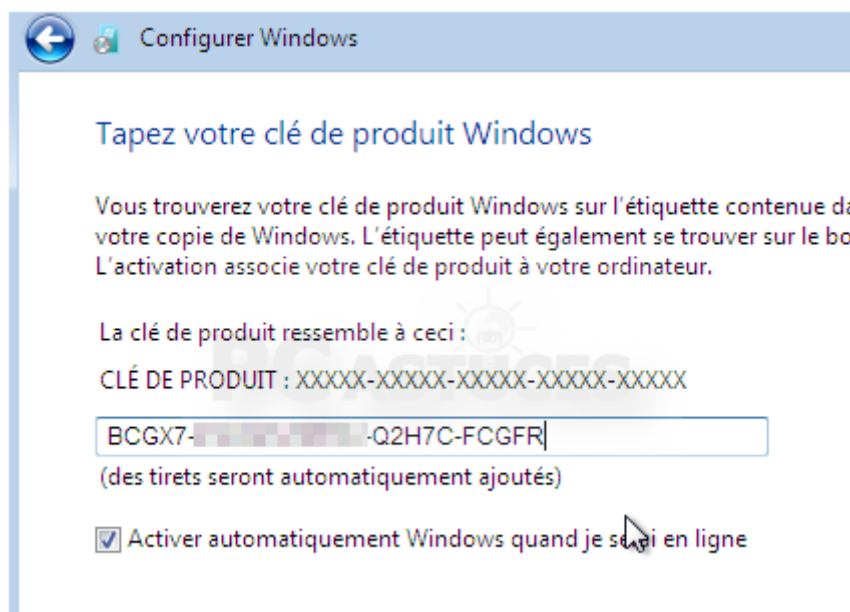 Configurer Windows
Tapez votre clé de produit Windows
Vous trouverez votre clé de produit Windows sur l'étiquette contenue
votre copie de Windows. L'étiquette peut également se trouver sur le
L'activation associe votre clé de produit à votre ordinateur.
La clé de produit ressemble à ceci :
PC ASTUCES
CLÉ DE PRODUIT : XXXXX-XXXXX-XXXXX-XXXXX-XXXXX
BCGX7- -Q2H7C-FCGFR
(des tirets seront automatiquement ajoutés)
Activer automatiquement Windows quand je en ligne